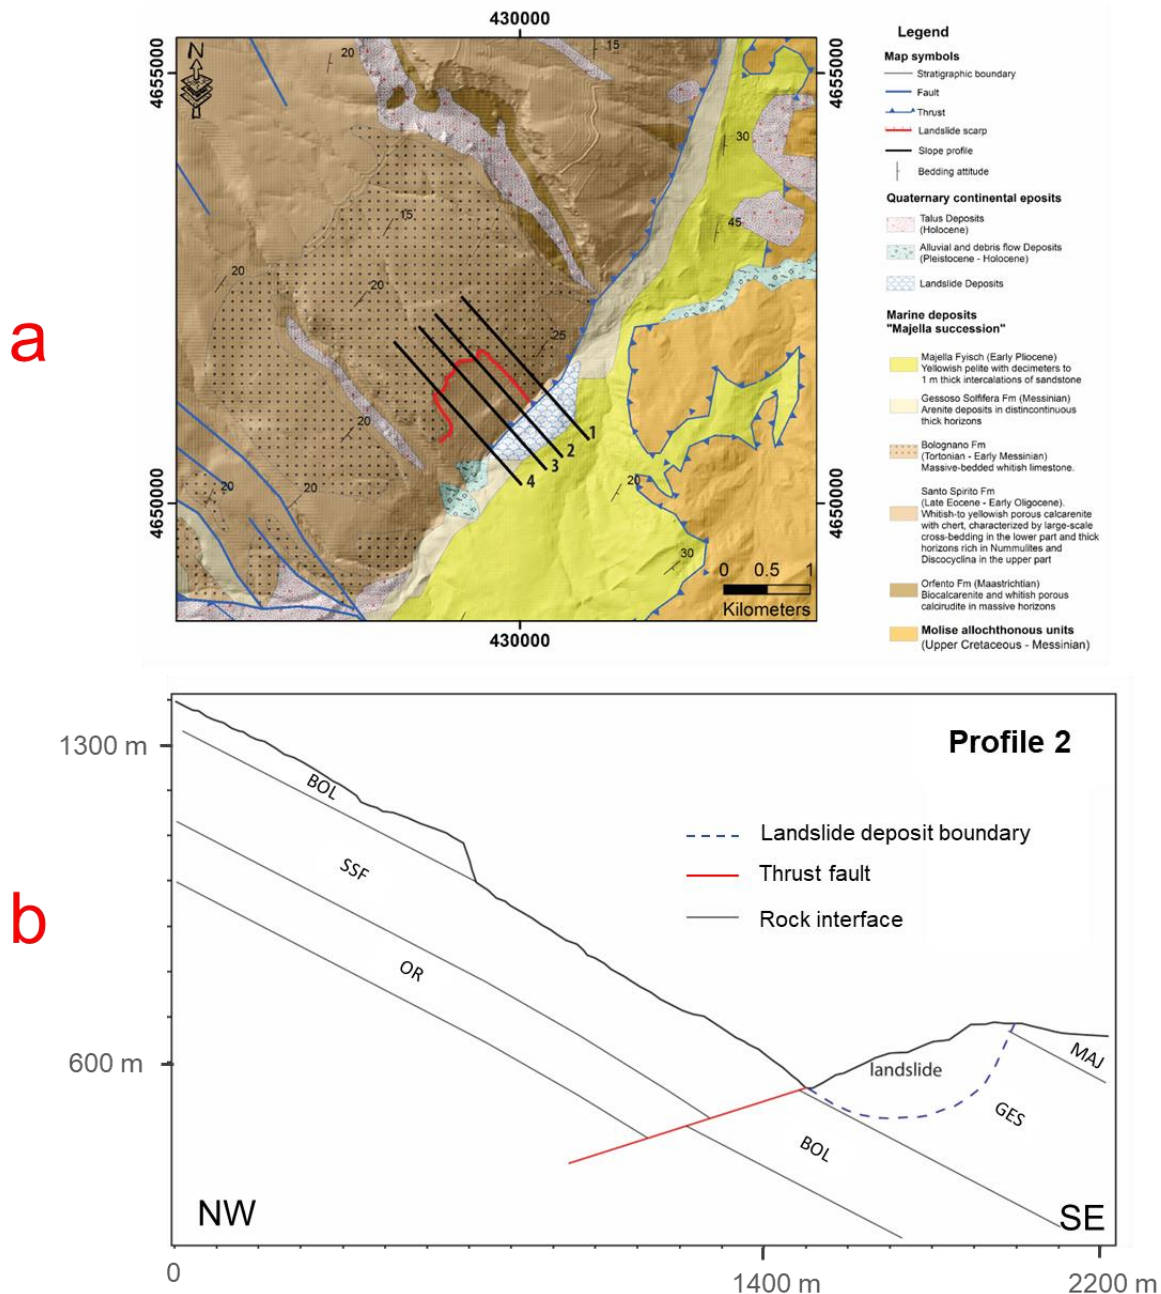 430000
Legend
Map symbols
Stratigraphic boundary
Fault
Thrust
Landslide scarp
Slope profile
Bedding attitude
Quaternary continental eposits
Talus Deposits
(Holocene)
Alluvial and debris flow Deposits
(Pleistocene - Holocene)
Landslide Deposits
Marine deposits
"Majella succession"
Majella Fyisch (Early Pliocene)
Yellowish pelite with decimeters to
1 m thick intercalations of sandstone
Gessoso Solfifera Fm (Messinian)
Arenite deposits in distincontinuous
thick horizons
Bolognano Fm
(Tortonian - Early Messinian)
Massive-bedded whitish limestone.
Santo Spirito Fm
(Late Eocene - Early Oligocene).
Whitish-to yellowish porous calcarenite
with chert, characterized by large-scale
cross-bedding in the lower part and thick
horizons rich in Nummulites and
Discocyclina in the upper part
Orfento Fm (Maastrichtian)
Biocalcarenite and whitish porous
calcirudite in massive horizons
Molise allochthonous units
(Upper Cretaceous - Messinian)
a
4655000
4655000
4650000
4650000
N
20
15
30
45
15
20
20
25
20
20
20
20
30
1
2
3
4
0 0.5 1
Kilometers
430000
b
Profile 2
1300 m
600 m
BOL
SSF
OR
Landslide deposit boundary
Thrust fault
Rock interface
landslide
MAJ
GES
BOL
NW
SE
0
1400 m
2200 m